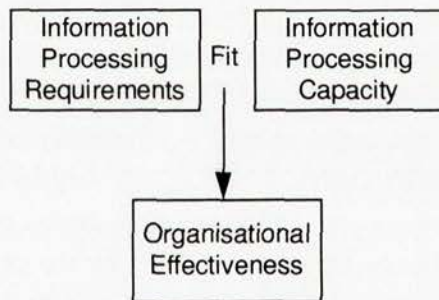 Information
Processing
Requirements
Fit
Information
Processing
Capacity
Organisational
Effectiveness